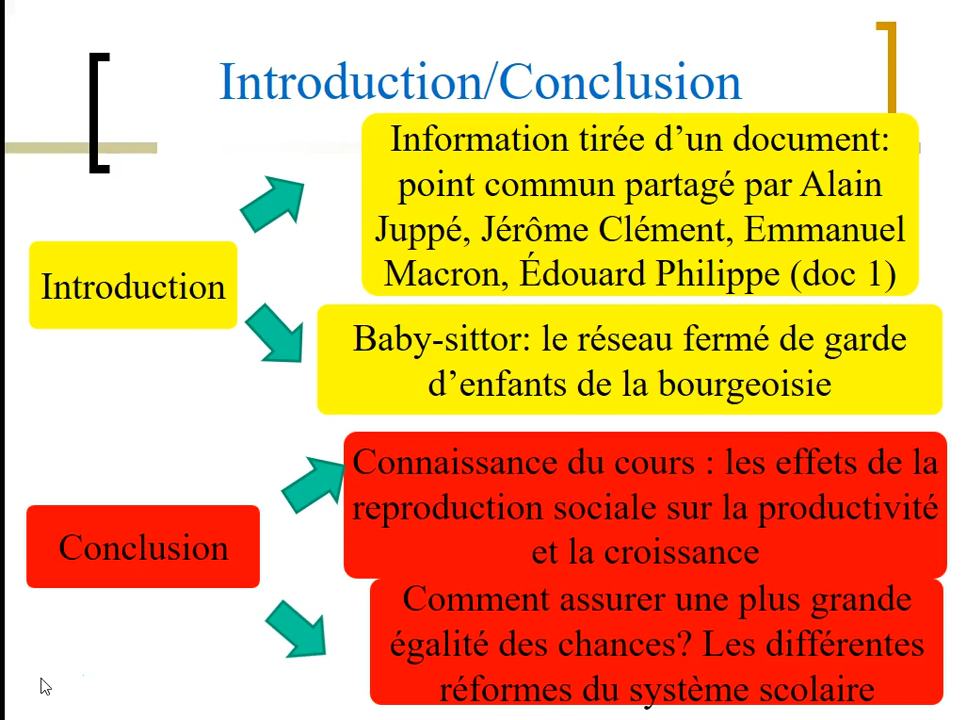 Introduction/Conclusion
Information tirée d’un document:
point commun partagé par Alain
Juppé, Jérôme Clément, Emmanuel
Macron, Édouard Philippe (doc 1)
Introduction
Baby-sittor: le réseau fermé de garde
d’enfants de la bourgeoisie
Connaissance du cours : les effets de la
reproduction sociale sur la productivité
et la croissance
Conclusion
Comment assurer une plus grande
égalité des chances? Les différentes
réformes du système scolaire